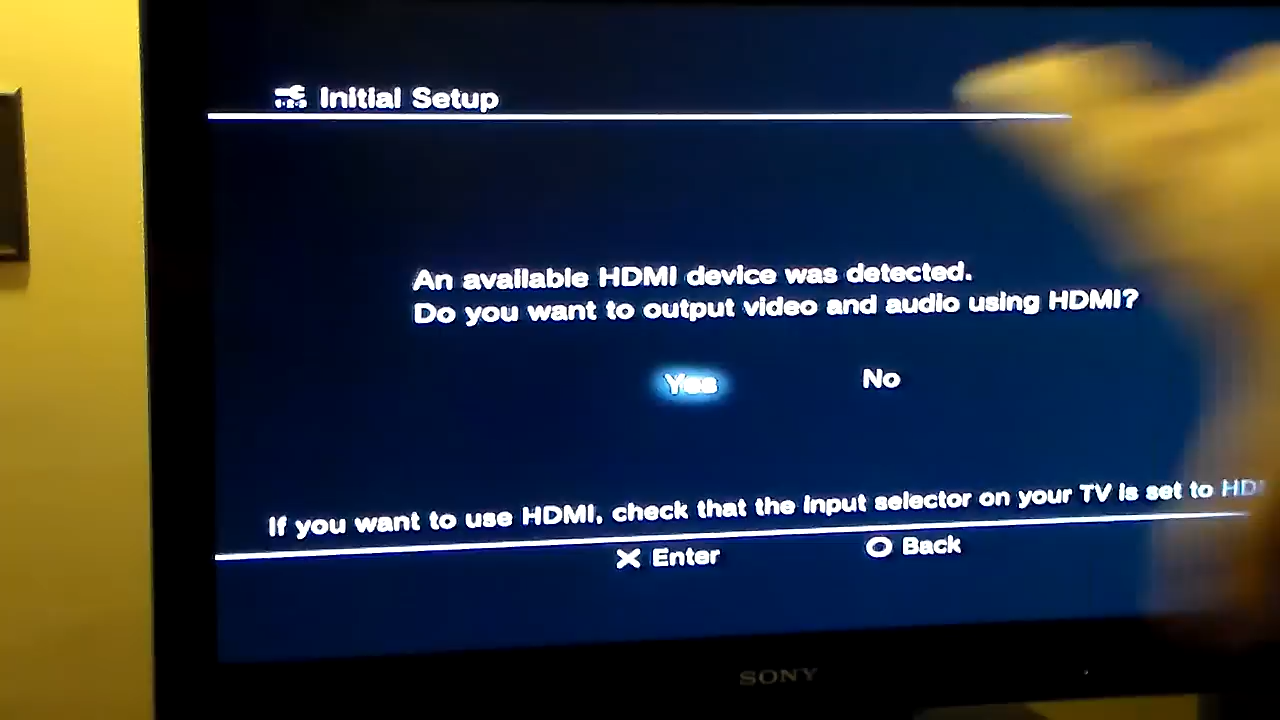 Initial Setup
An available HDMI device was detected.
Do you want to output video and audio using HDMI?
Yes No
If you want to use HDMI, check that the input selector on your TV is set to HD
Enter Back
SONY